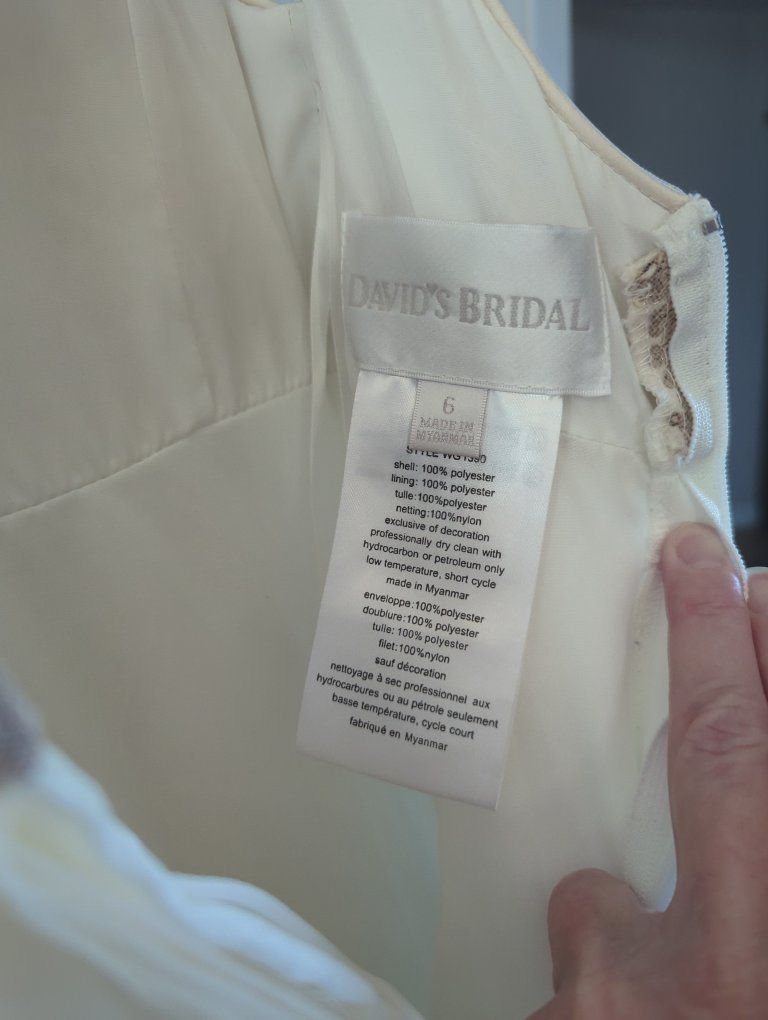 DAVID'S BRIDAL
6
MADE IN
MYANMAR
STYLE WG1390
shell: 100% polyester
lining: 100% polyester
tulle:100%polyester
netting:100%nylon
exclusive of decoration
professionally dry clean with
hydrocarbon or petroleum only
low temperature, short cycle
made in Myanmar
enveloppe:100%polyester
doublure:100% polyester
tulle: 100% polyester
filet:100%nylon
sauf décoration
nettoyage à sec professionnel aux
hydrocarbures ou au pétrole seulement
basse température, cycle court
fabriqué en Myanmar